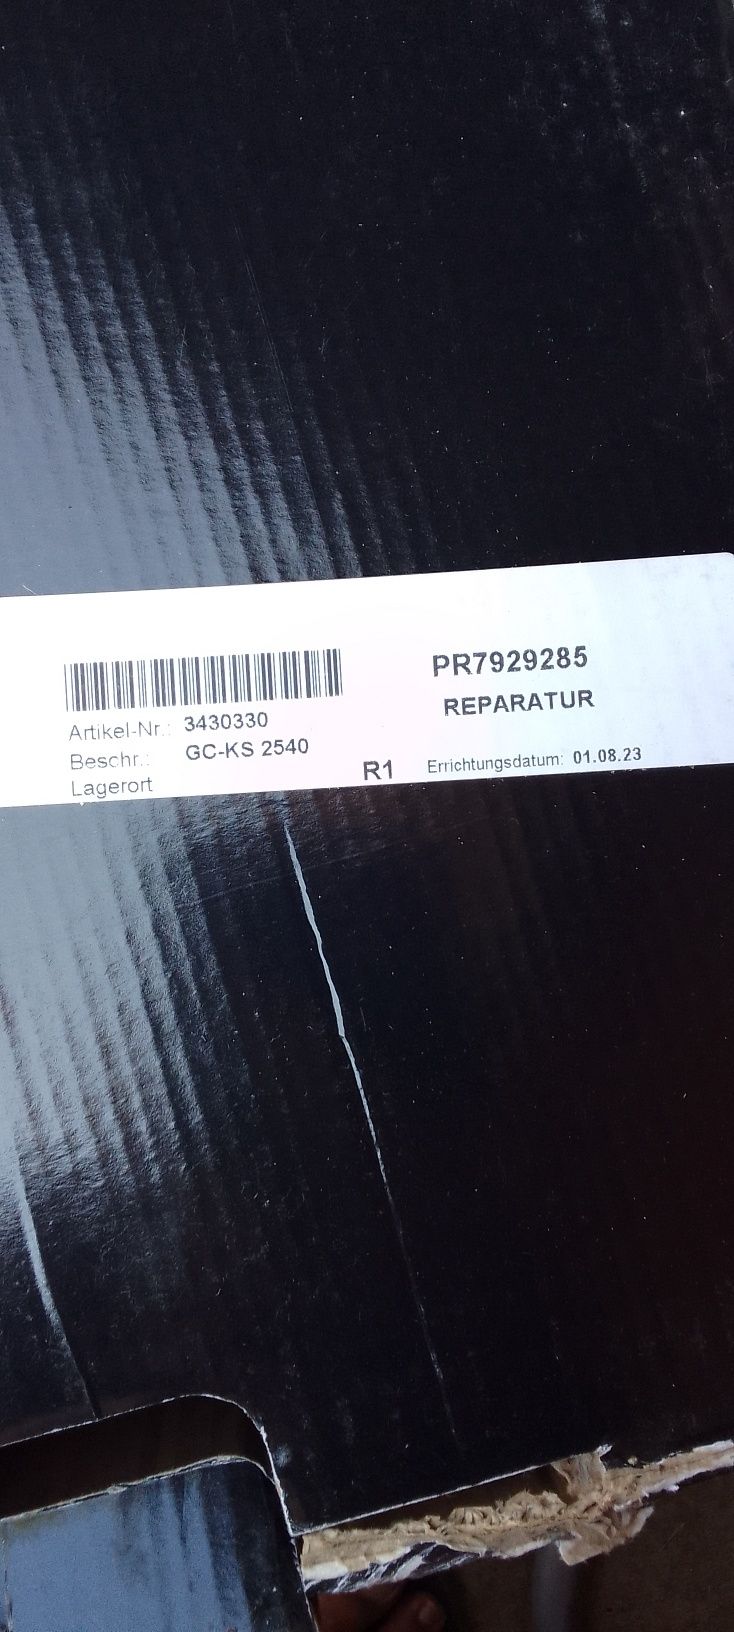 PR7929285
REPARATUR
Artikel-Nr.: 3430330
Beschr.: GC-KS 2540
Lagerort
R1 Errichtungsdatum: 01.08.23